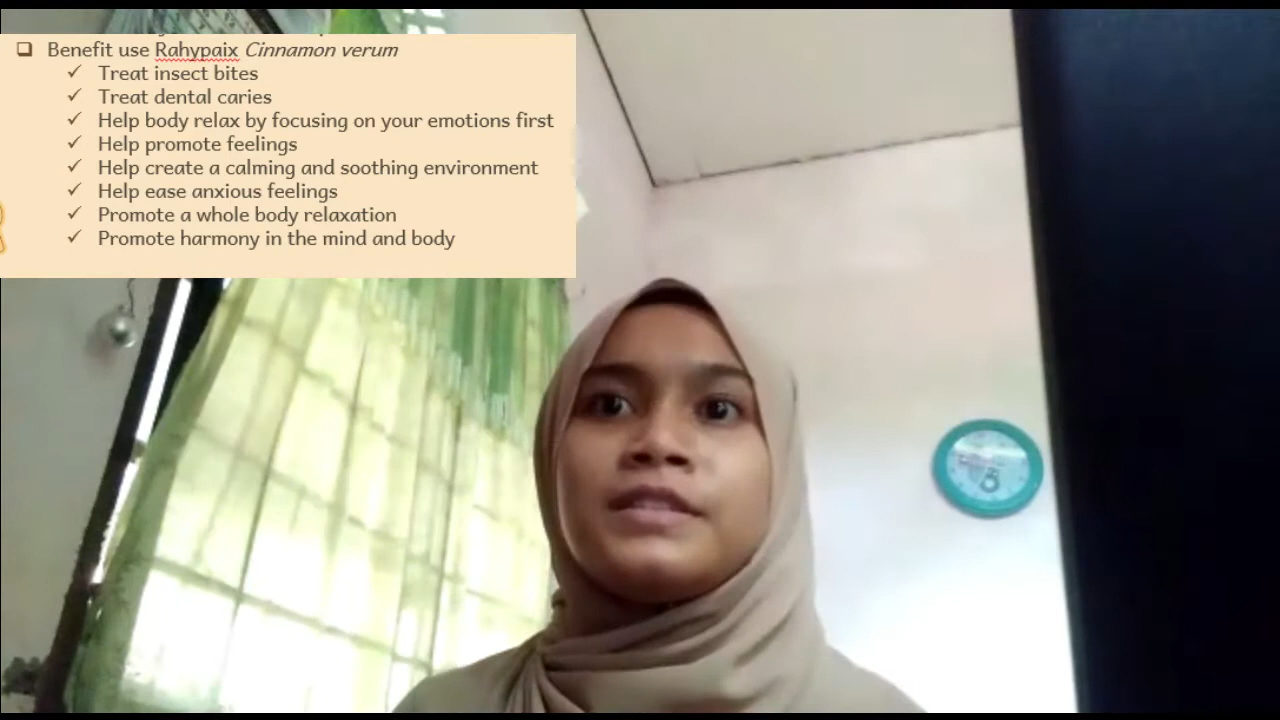 Benefit use Rahypaix Cinnamon verum
Treat insect bites
Treat dental caries
Help body relax by focusing on your emotions first
Help promote feelings
Help create a calming and soothing environment
Help ease anxious feelings
Promote a whole body relaxation
Promote harmony in the mind and body